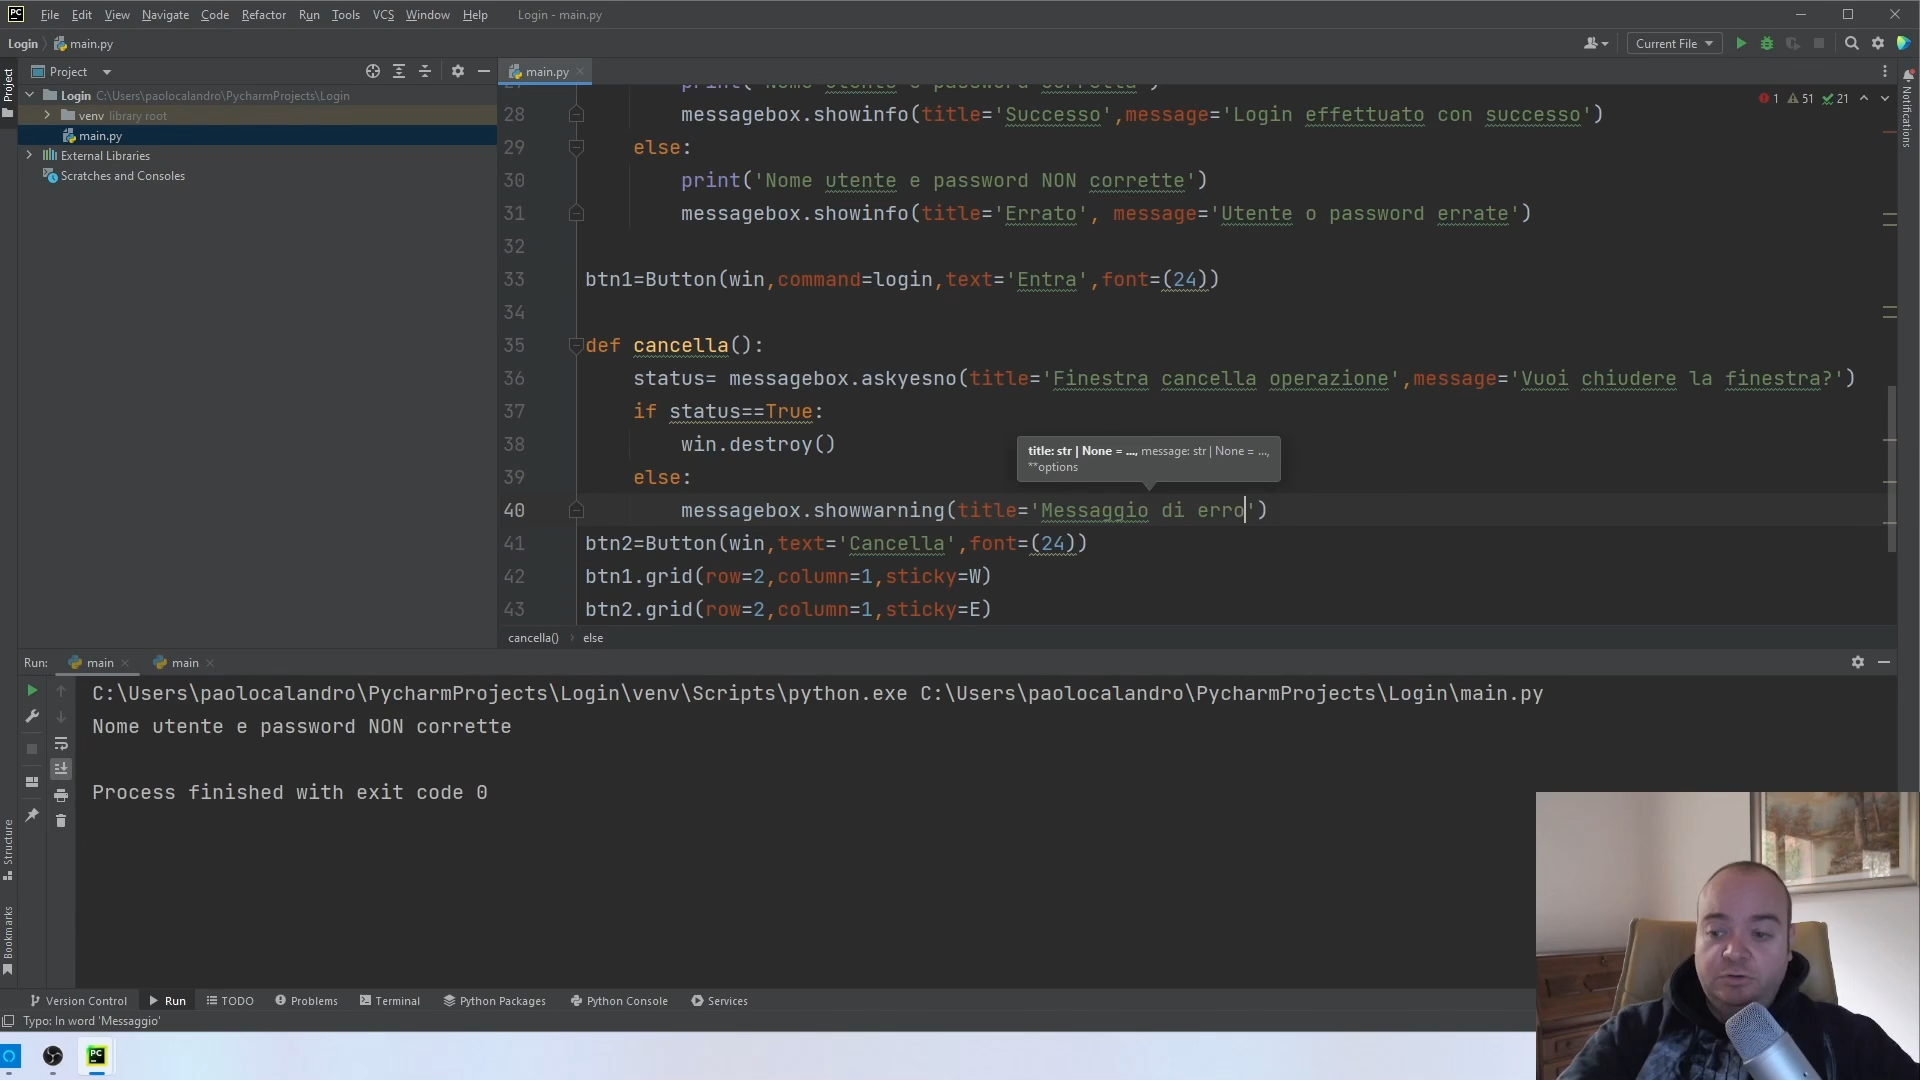 PC File Edit View Navigate Code Refactor Run Tools VCS Window Help Login - main.py
Login main.py Current File
Project main.py
Login C:\Users\paolocalandro\PycharmProjects\Login
venv library root
main.py
External Libraries
Scratches and Consoles
Project
Structure
Bookmarks
Notifications
1 51 21
28 messagebox.showinfo(title='Successo',message='Login effettuato con successo')
29 else:
30 print('Nome utente e password NON corrette')
31 messagebox.showinfo(title='Errato', message='Utente o password errate')
32
33 btn1=Button(win,command=login,text='Entra',font=(24))
34
35 def cancella():
36 status= messagebox.askyesno(title='Finestra cancella operazione',message='Vuoi chiudere la finestra?')
37 if status==True:
38 win.destroy()
title: str | None = ..., message: str | None = ...,
**options
39 else:
40 messagebox.showwarning(title='Messaggio di erro')
41 btn2=Button(win,text='Cancella',font=(24))
42 btn1.grid(row=2,column=1,sticky=W)
43 btn2.grid(row=2,column=1,sticky=E)
cancella() else
Run: main main
C:\Users\paolocalandro\PycharmProjects\Login\venv\Scripts\python.exe C:\Users\paolocalandro\PycharmProjects\Login\main.py
Nome utente e password NON corrette
Process finished with exit code 0
Version Control Run TODO Problems Terminal Python Packages Python Console Services
Typo: In word 'Messaggio'
PC